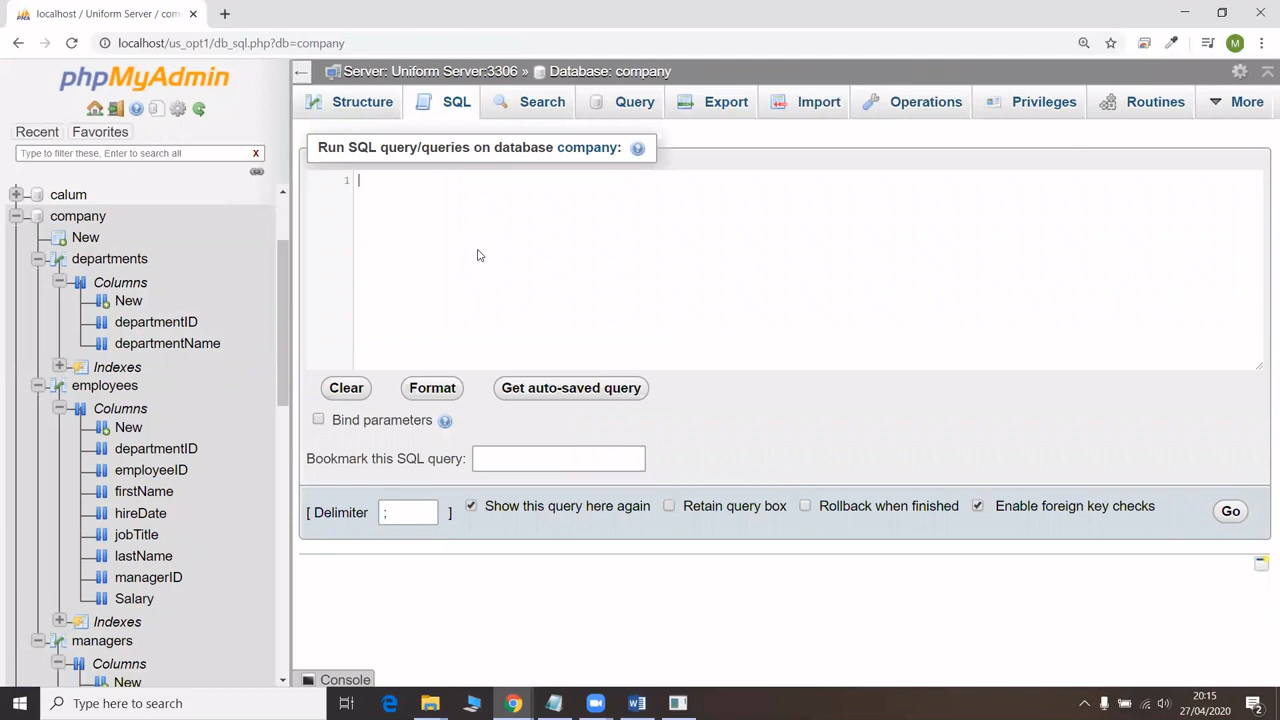 localhost / Uniform Server / com
localhost/us_opt1/db_sql.php?db=company
M
phpMyAdmin
Recent Favorites
Type to filter these, Enter to search all X
calum
company
New
departments
Columns
New
departmentID
departmentName
Indexes
employees
Columns
New
departmentID
employeeID
firstName
hireDate
jobTitle
lastName
managerID
Salary
Indexes
managers
Columns
New
Server: Uniform Server:3306 » Database: company
Structure SQL Search Query Export Import Operations Privileges Routines More
Run SQL query/queries on database company:
1
Clear Format Get auto-saved query
Bind parameters
Bookmark this SQL query:
[ Delimiter ; ] Show this query here again Retain query box Rollback when finished Enable foreign key checks Go
Console
Type here to search
20:15
27/04/2020
2